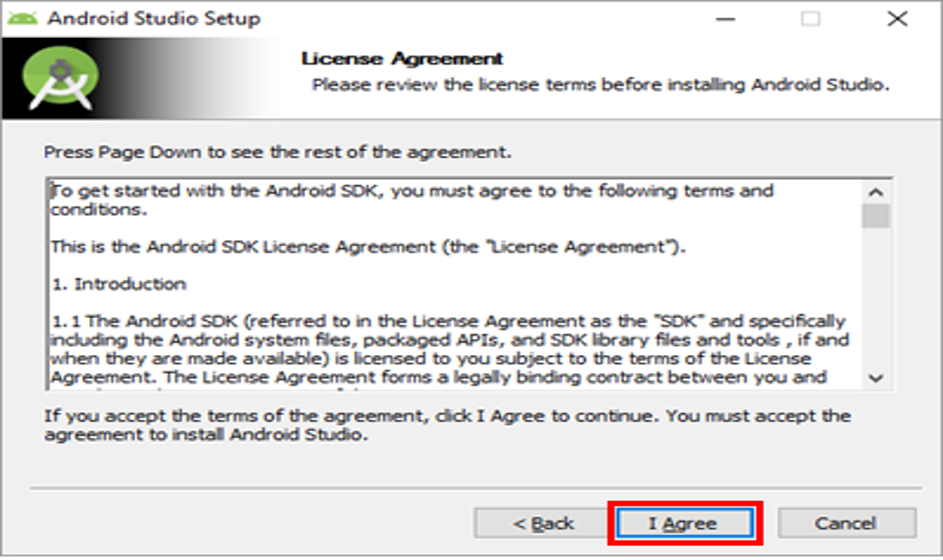 Android Studio Setup
License Agreement
Please review the license terms before installing Android Studio.
Press Page Down to see the rest of the agreement.
To get started with the Android SDK, you must agree to the following terms and
conditions.
This is the Android SDK License Agreement (the "License Agreement").
1. Introduction
1.1 The Android SDK (referred to in the License Agreement as the "SDK" and specifically
including the Android system files, packaged APIs, and SDK library files and tools , if and
when they are made available) is licensed to you subject to the terms of the License
Agreement. The License Agreement forms a legally binding contract between you and
If you accept the terms of the agreement, click I Agree to continue. You must accept the
agreement to install Android Studio.
< Back
I Agree
Cancel